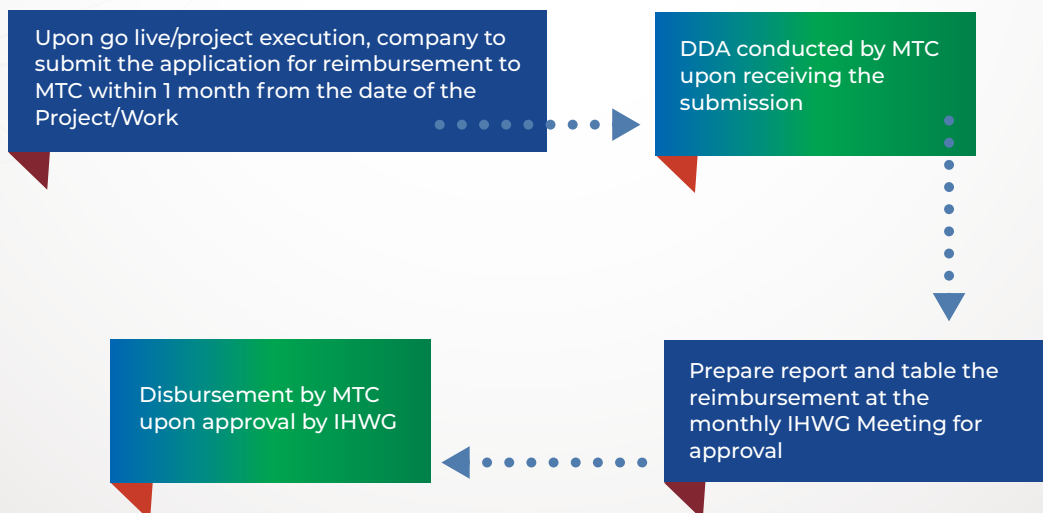 Upon go live/project execution, company to
submit the application for reimbursement to
MTC within 1 month from the date of the
Project/Work
DDA conducted by MTC
upon receiving the
submission
Prepare report and table the
reimbursement at the
monthly IHWG Meeting for
approval
Disbursement by MTC
upon approval by IHWG